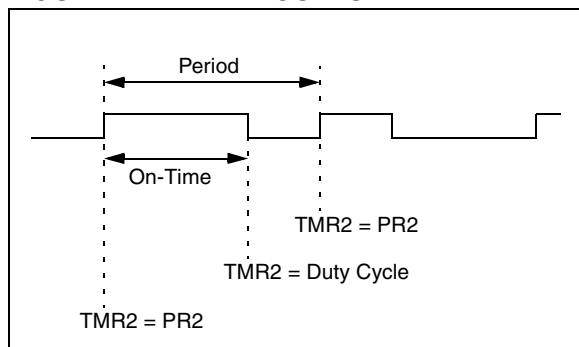 Period
On-Time
TMR2 = PR2
TMR2 = Duty Cycle
TMR2 = PR2